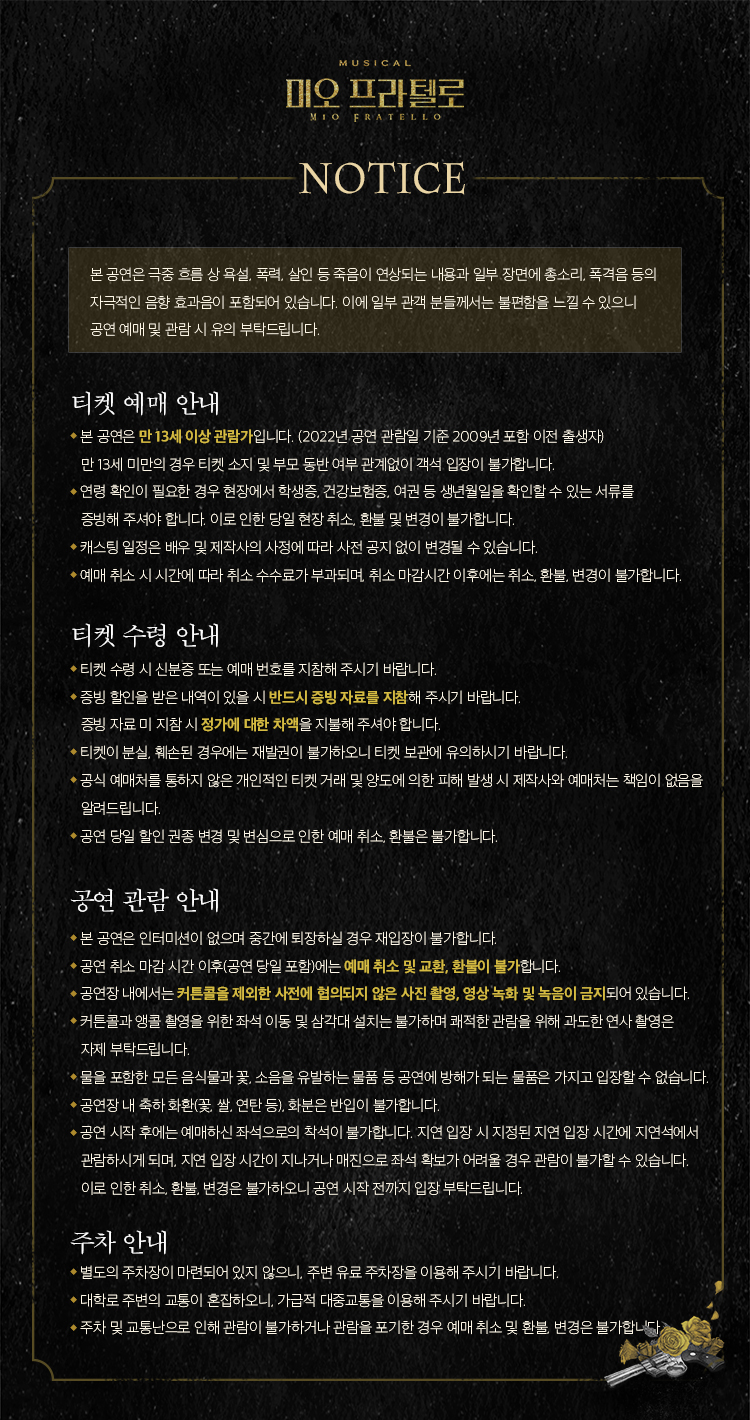 MUSICAL
미오 프라텔로
MIO FRATELLO
NOTICE
본 공연은 극중 흐름 상 욕설, 폭력, 살인 등 죽음이 연상되는 내용과 일부 장면에 총소리, 폭격음 등의
자극적인 음향 효과음이 포함되어 있습니다. 이에 일부 관객 분들께서는 불편함을 느낄 수 있으니
공연 예매 및 관람 시 유의 부탁드립니다.
티켓 예매 안내
본 공연은 만 13세 이상 관람가입니다. (2022년 공연 관람일 기준 2009년 포함 이전 출생자)
만 13세 미만의 경우 티켓 소지 및 부모 동반 여부 관계없이 객석 입장이 불가합니다.
연령 확인이 필요한 경우 현장에서 학생증, 건강보험증, 여권 등 생년월일을 확인할 수 있는 서류를
증빙해 주셔야 합니다. 이로 인한 당일 현장 취소, 환불 및 변경이 불가합니다.
캐스팅 일정은 배우 및 제작사의 사정에 따라 사전 공지 없이 변경될 수 있습니다.
예매 취소 시 시간에 따라 취소 수수료가 부과되며, 취소 마감시간 이후에는 취소, 환불, 변경이 불가합니다.
티켓 수령 안내
티켓 수령 시 신분증 또는 예매 번호를 지참해 주시기 바랍니다.
증빙 할인을 받은 내역이 있을 시 반드시 증빙 자료를 지참해 주시기 바랍니다.
증빙 자료 미 지참 시 정가에 대한 차액을 지불해 주셔야 합니다.
티켓이 분실, 훼손된 경우에는 재발권이 불가하오니 티켓 보관에 유의하시기 바랍니다.
공식 예매처를 통하지 않은 개인적인 티켓 거래 및 양도에 의한 피해 발생 시 제작사와 예매처는 책임이 없음을
알려드립니다.
공연 당일 할인 권종 변경 및 변심으로 인한 예매 취소, 환불은 불가합니다.
공연 관람 안내
본 공연은 인터미션이 없으며 중간에 퇴장하실 경우 재입장이 불가합니다.
공연 취소 마감 시간 이후(공연 당일 포함)에는 예매 취소 및 교환, 환불이 불가합니다.
공연장 내에서는 커튼콜을 제외한 사전에 협의되지 않은 사진 촬영, 영상 녹화 및 녹음이 금지되어 있습니다.
커튼콜과 앵콜 촬영을 위한 좌석 이동 및 삼각대 설치는 불가하며 쾌적한 관람을 위해 과도한 연사 촬영은
자제 부탁드립니다.
물을 포함한 모든 음식물과 꽃, 소음을 유발하는 물품 등 공연에 방해가 되는 물품은 가지고 입장할 수 없습니다.
공연장 내 축하 화환(꽃, 쌀, 연탄 등), 화분은 반입이 불가합니다.
공연 시작 후에는 예매하신 좌석으로의 착석이 불가합니다. 지연 입장 시 지정된 지연 입장 시간에 지연석에서
관람하시게 되며, 지연 입장 시간이 지나거나 매진으로 좌석 확보가 어려울 경우 관람이 불가할 수 있습니다.
이로 인한 취소, 환불, 변경은 불가하오니 공연 시작 전까지 입장 부탁드립니다.
주차 안내
별도의 주차장이 마련되어 있지 않으니, 주변 유료 주차장을 이용해 주시기 바랍니다.
대학로 주변의 교통이 혼잡하오니, 가급적 대중교통을 이용해 주시기 바랍니다.
주차 및 교통난으로 인해 관람이 불가하거나 관람을 포기한 경우 예매 취소 및 환불, 변경은 불가합니다.